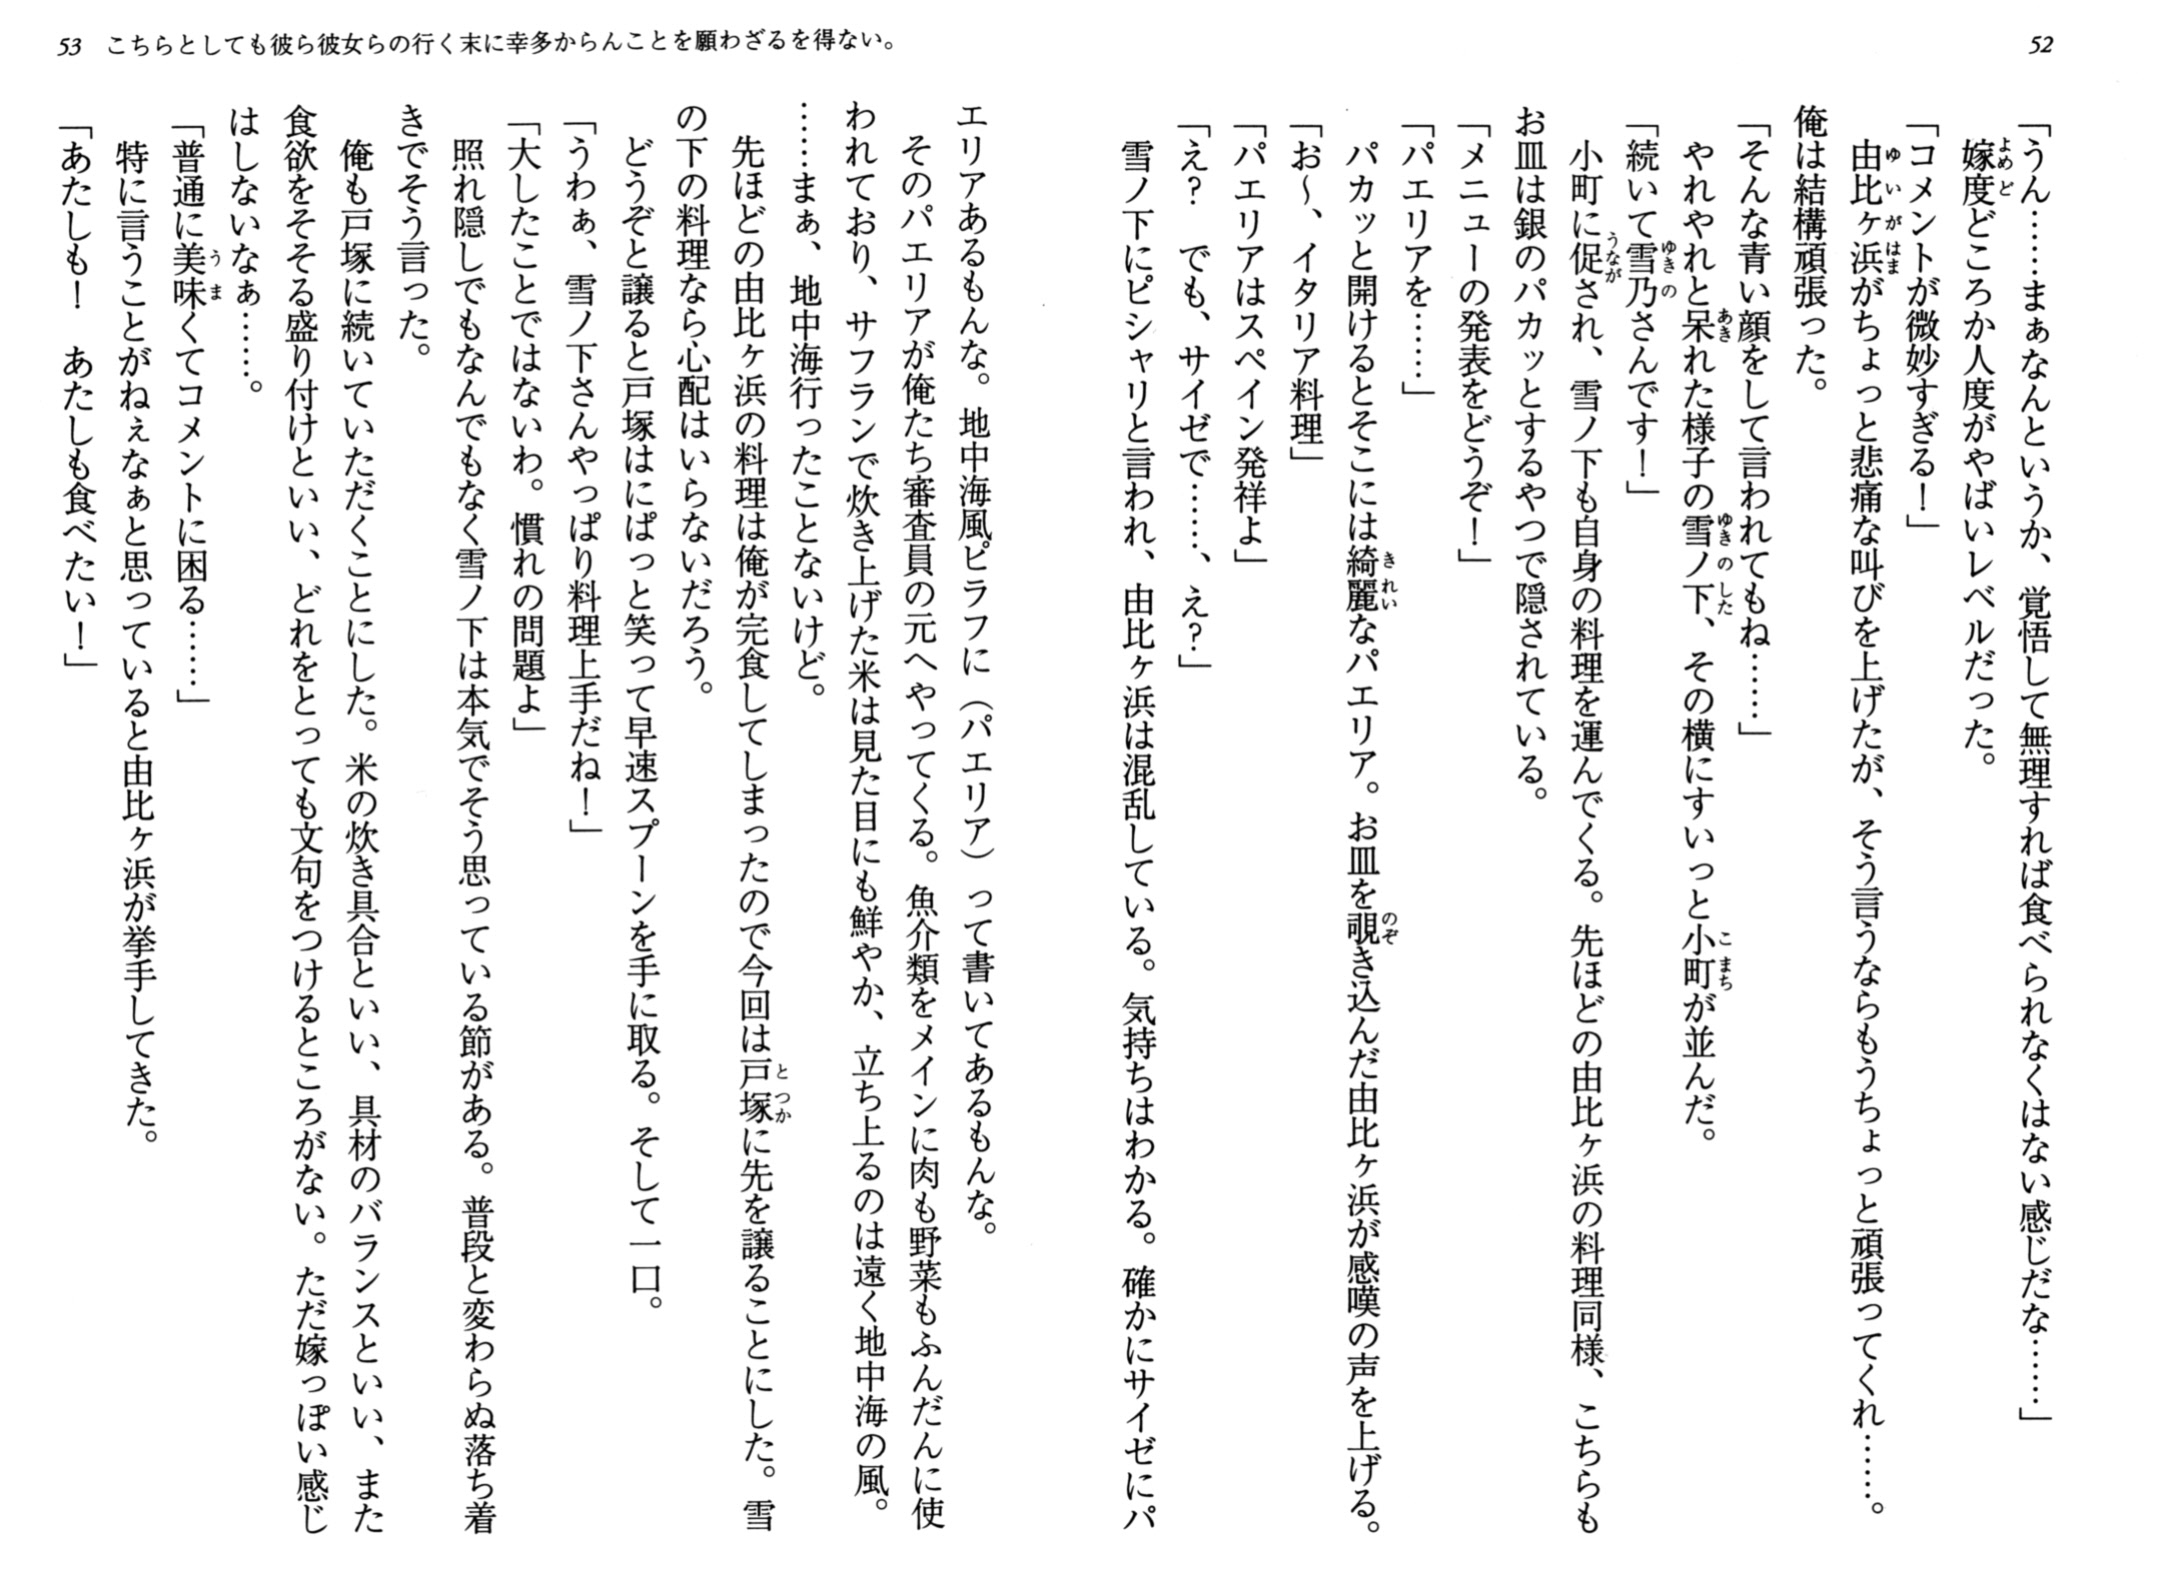 52
「うん……まぁなんというか、覚悟して無理すれば食べられなくはない感じだな……」
嫁度どころか人度がやばいレベルだった。
「コメントが微妙すぎる！」
由比ヶ浜がちょっと悲痛な叫びを上げたが、そう言うならもうちょっと頑張ってくれ……。
俺は結構頑張った。
「そんな青い顔をして言われてもね……」
やれやれと呆れた様子の雪ノ下、その横にすいっと小町が並んだ。
「続いて雪乃さんです！」
小町に促され、雪ノ下も自身の料理を運んでくる。先ほどの由比ヶ浜の料理同様、こちらも
お皿は銀のパカッとするやつで隠されている。
「メニューの発表をどうぞ！」
「パエリアを……」
パカッと開けるとそこには綺麗なパエリア。お皿を覗き込んだ由比ヶ浜が感嘆の声を上げる。
「お～、イタリア料理」
「パエリアはスペイン発祥よ」
「え？　でも、サイゼで……、え？」
雪ノ下にピシャリと言われ、由比ヶ浜は混乱している。気持ちはわかる。確かにサイゼにパ
53 こちらとしても彼ら彼女らの行く末に幸多からんことを願わざるを得ない。
エリアあるもんな。地中海風ピラフに（パエリア）って書いてあるもんな。
そのパエリアが俺たち審査員の元へやってくる。魚介類をメインに肉も野菜もふんだんに使
われており、サフランで炊き上げた米は見た目にも鮮やか、立ち上るのは遠く地中海の風。
……まぁ、地中海行ったことないけど。
先ほどの由比ヶ浜の料理は俺が完食してしまったので今回は戸塚に先を譲ることにした。雪
の下の料理なら心配はいらないだろう。
どうぞと譲ると戸塚はにぱっと笑って早速スプーンを手に取る。そして一口。
「うわぁ、雪ノ下さんやっぱり料理上手だね！」
「大したことではないわ。慣れの問題よ」
照れ隠しでもなんでもなく雪ノ下は本気でそう思っている節がある。普段と変わらぬ落ち着
きでそう言った。
俺も戸塚に続いていただくことにした。米の炊き具合といい、具材のバランスといい、また
食欲をそそる盛り付けといい、どれをとっても文句をつけるところがない。ただ嫁っぽい感じ
はしないなぁ……。
「普通に美味くてコメントに困る……」
特に言うことがねぇなぁと思っていると由比ヶ浜が挙手してきた。
「あたしも！　あたしも食べたい！」